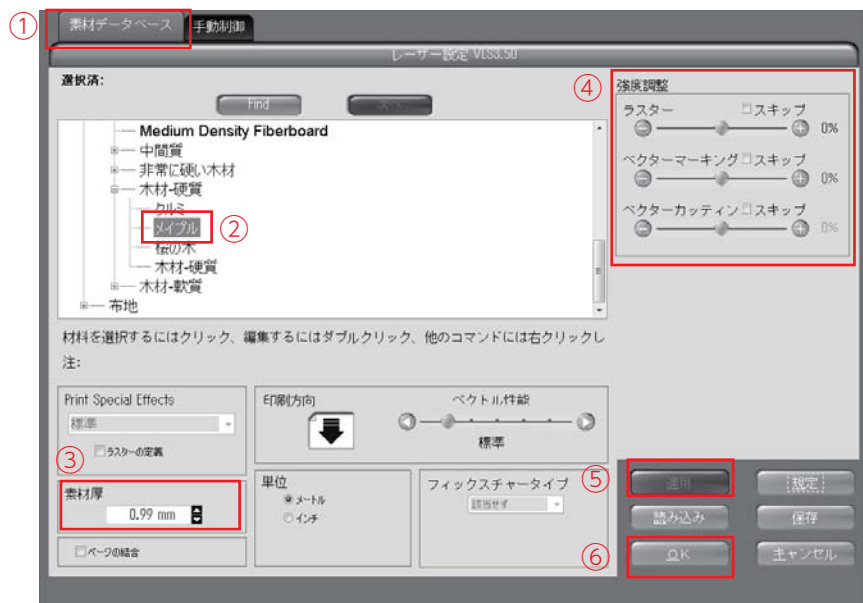 ①
素材データベース
手動制御
レーザー設定 VLS3.50
選択済:
Find
次へ
Medium Density Fiberboard
中間質
非常に硬い木材
木材-硬質
クルミ
メイプル
②
桜の木
木材-硬質
木材-軟質
布地
材料を選択するにはクリック、編集するにはダブルクリック、他のコマンドには右クリックし
注:
④
強度調整
ラスター
スキップ
0%
ベクターマーキング
スキップ
0%
ベクターカッティン
スキップ
0%
Print Special Effects
標準
ラスターの定義
③
素材厚
0.99 mm
ページの結合
印刷方向
ベクトル性能
標準
単位
メートル
インチ
フィックスチャータイプ
該当せず
⑤
適用
規定
読み込み
保存
⑥
OK
キャンセル